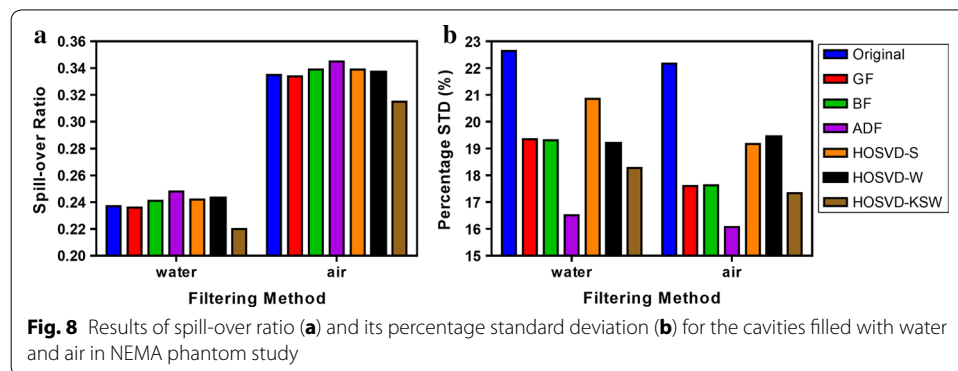 a
0.36
0.34
0.32
0.30
0.28
0.26
0.24
0.22
0.20
Spill-over Ratio
water air
Filtering Method
b
23
22
21
20
19
18
17
16
15
Percentage STD (%)
water air
Filtering Method
Original
GF
BF
ADF
HOSVD-S
HOSVD-W
HOSVD-KSW
Fig. 8 Results of spill-over ratio (a) and its percentage standard deviation (b) for the cavities filled with water
and air in NEMA phantom study